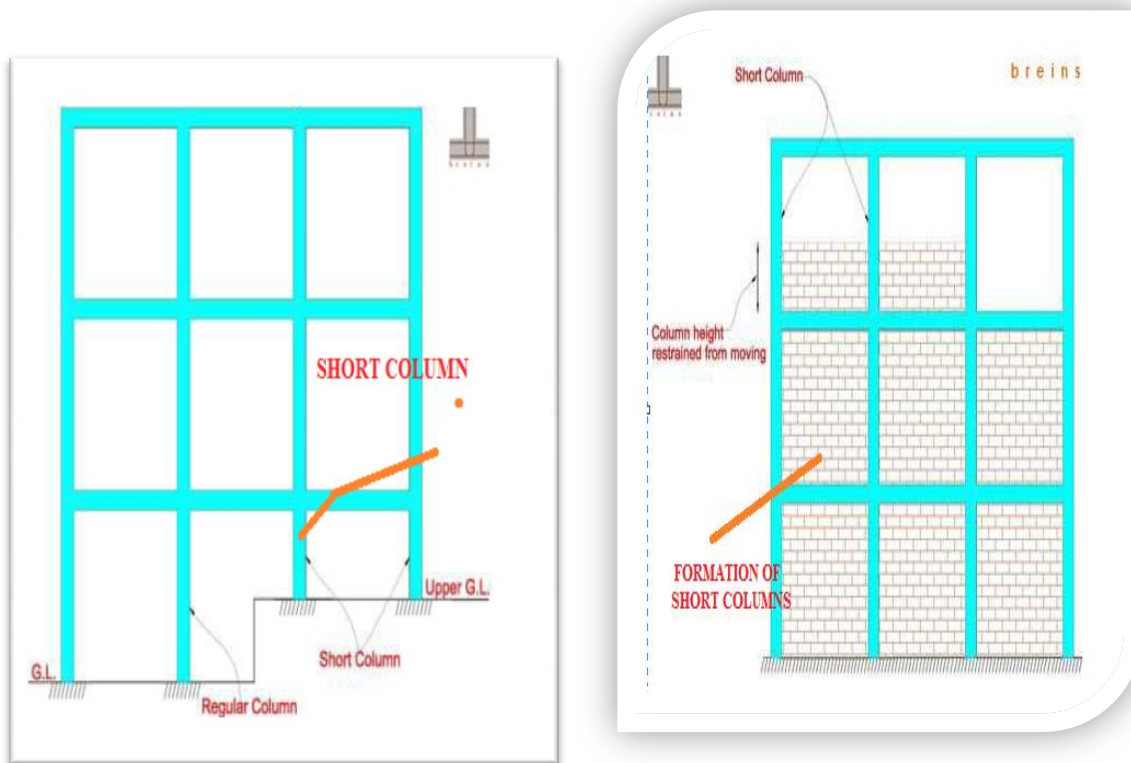 SHORT COLUMN
Upper G.L.
Short Column
G.L.
Regular Column
Short Column
breins
Column height
restrained from moving
FORMATION OF
SHORT COLUMNS